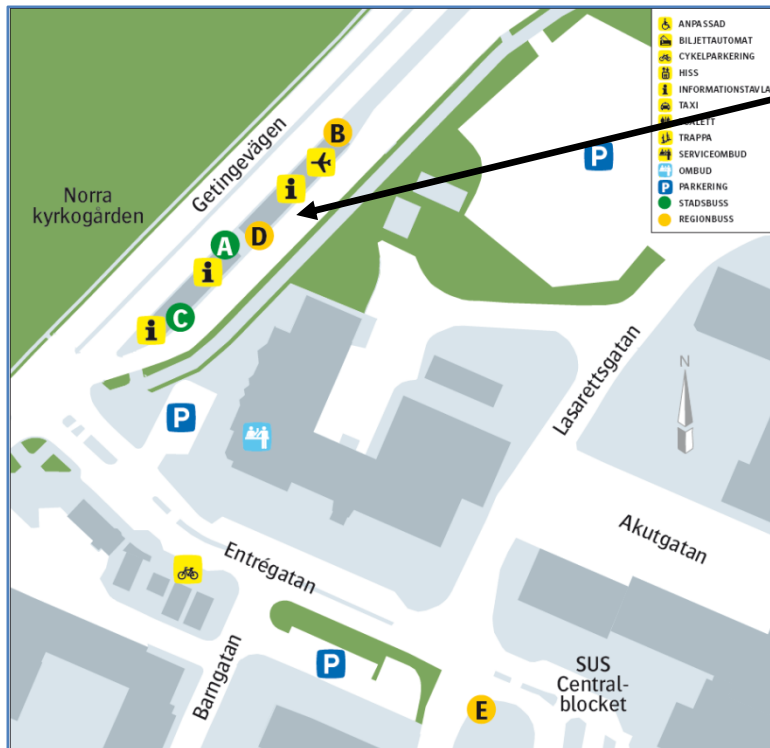 ANPASSAD
BILJETTAUTOMAT
CYKELPARKERING
HISS
INFORMATIONSTAVLA
TAXI
TRAPPA
SERVICEOMBUD
OMBUD
P PARKERING
STADSBUSS
REGIONBUSS
B
Getingevägen
P
Norra
kyrkogården
i
A
D
i
C
i
Lasarettsgatan
N
P
Akutgatan
Entrégatan
Barngatan
P
SUS
Central-
blocket
E